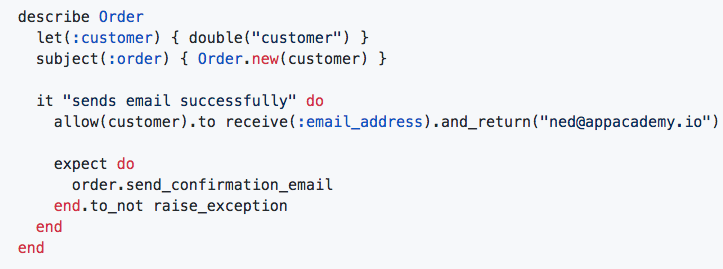 describe Order
  let(:customer) { double("customer") }
  subject(:order) { Order.new(customer) }

  it "sends email successfully" do
    allow(customer).to receive(:email_address).and_return("ned@appacademy.io")

    expect do
      order.send_confirmation_email
    end.to_not raise_exception
  end
end